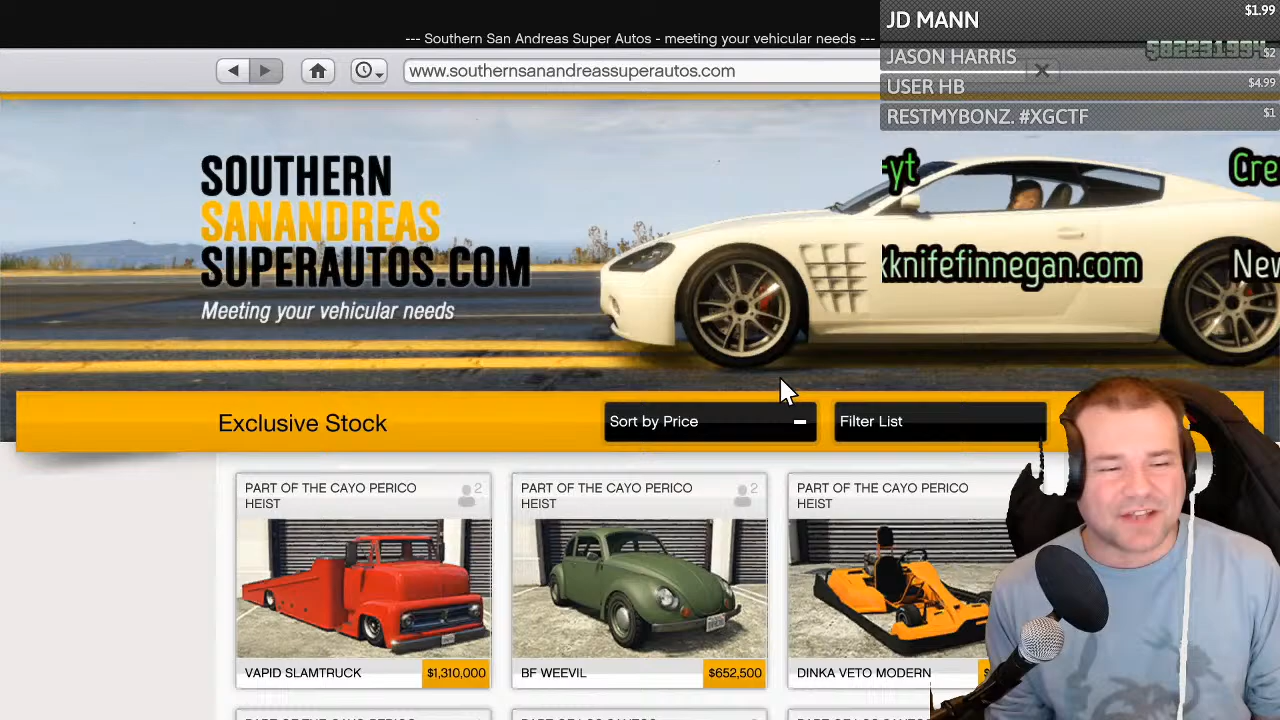 --- Southern San Andreas Super Autos - meeting your vehicular needs ---
JD MANN $1.99
JASON HARRIS $2
USER HB $4.99
RESTMYBONZ. #XGCTF $1
www.southernsanandreassuperautos.com
SOUTHERN
SANANDREAS
SUPERAUTOS.COM
Meeting your vehicular needs
-yt Cre
knifefinnegan.com New
Exclusive Stock
Sort by Price
Filter List
PART OF THE CAYO PERICO
HEIST
2
VAPID SLAMTRUCK $1,310,000
PART OF THE CAYO PERICO
HEIST
2
BF WEEVIL $652,500
PART OF THE CAYO PERICO
HEIST
DINKA VETO MODERN